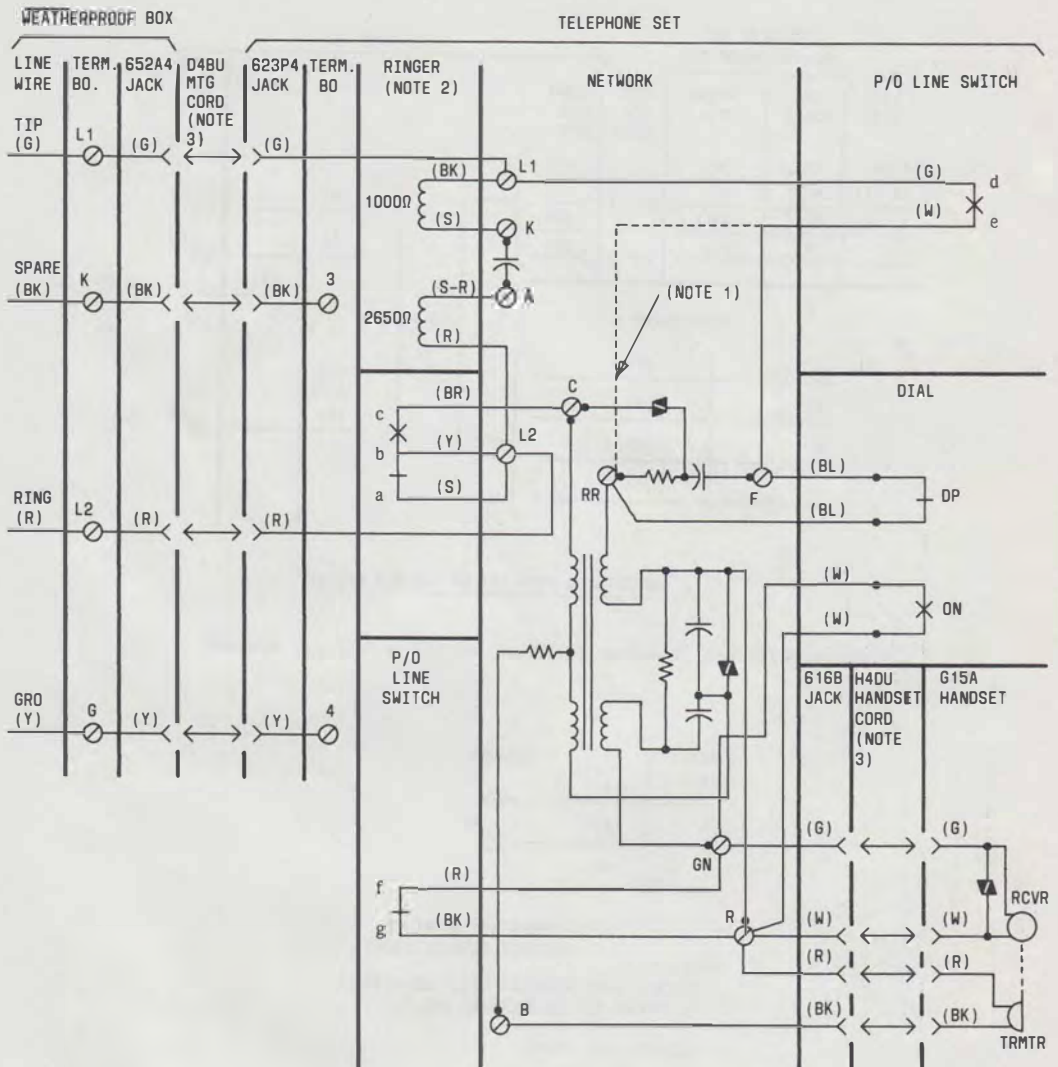 WEATHERPROOF BOX
TELEPHONE SET
LINE WIRE
TERM. BO.
652A4 JACK
D4BU MTG CORD (NOTE 3)
623P4 JACK
TERM. BO
RINGER (NOTE 2)
NETWORK
P/O LINE SWITCH
TIP (G)
L1
(G)
(G)
(BK)
L1
1000Ω
(S)
K
(G)
d
(W)
e
SPARE (BK)
K
(BK)
(BK)
3
(S-R)
A
2650Ω
(R)
(NOTE 1)
DIAL
c
(BR)
C
b
(Y)
L2
a
(S)
RR
F
(BL)
DP
(BL)
RING (R)
L2
(R)
(R)
(W)
ON
(W)
P/O LINE SWITCH
616B JACK
H4DU HANDSET CORD (NOTE 3)
G15A HANDSET
GRO (Y)
G
(Y)
(Y)
4
GN
(G)
(G)
f
(R)
g
(BK)
R
(W)
(W)
RCVR
(R)
(R)
B
(BK)
(BK)
TRMTR